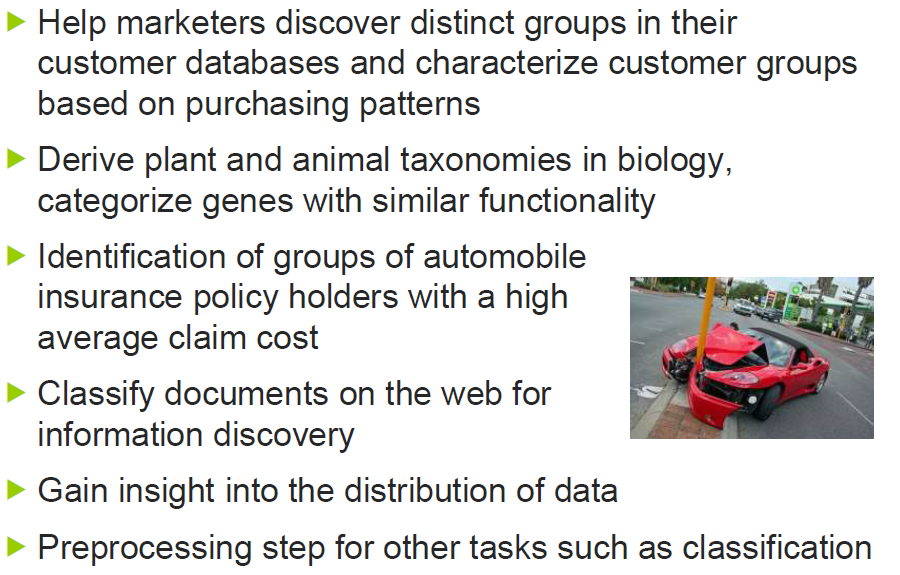 Help marketers discover distinct groups in their
customer databases and characterize customer groups
based on purchasing patterns
Derive plant and animal taxonomies in biology,
categorize genes with similar functionality
Identification of groups of automobile
insurance policy holders with a high
average claim cost
Classify documents on the web for
information discovery
Gain insight into the distribution of data
Preprocessing step for other tasks such as classification